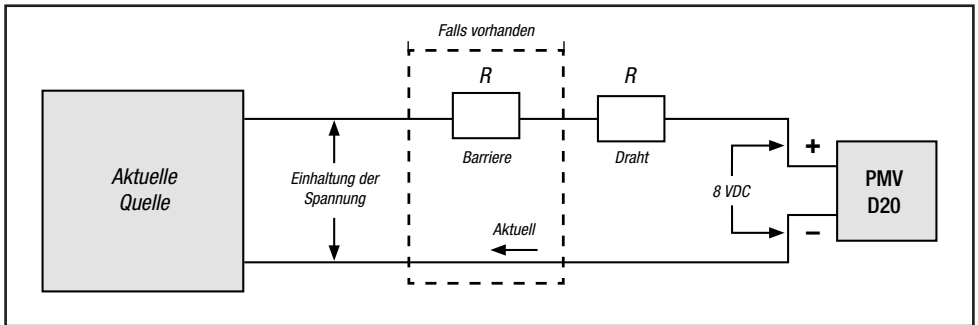 Falls vorhanden
R
R
Barriere
Draht
Aktuelle
Quelle
Einhaltung der
Spannung
Aktuell
8 VDC
+
–
PMV
D20